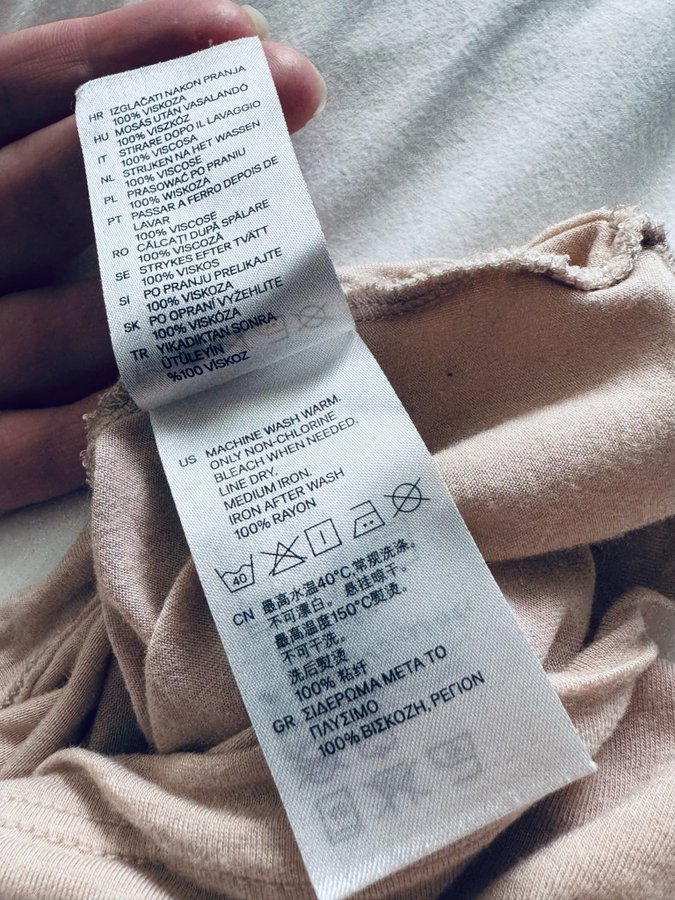 HR IZGLAČATI NAKON PRANJA
100% VISKOZA
HU MOSÁS UTÁN VASALANDÓ
100% VISZKÓZ
IT STIRARE DOPO IL LAVAGGIO
100% VISCOSA
NL STRIJKEN NA HET WASSEN
100% VISCOSE
PL PRASOWAĆ PO PRANIU
100% WISKOZA
PT PASSAR A FERRO DEPOIS DE
LAVAR
100% VISCOSE
RO CĂLCAȚI DUPĂ SPĂLARE
100% VISCOZĂ
SE STRYKES EFTER TVÄTT
100% VISKOS
SI PO PRANJU PRELIKAJTE
100% VISKOZA
SK PO OPRANÍ VYŽEHLITE
100% VISKÓZA
TR YIKADIKTAN SONRA
ÜTÜLEYİN
%100 VİSKOZ
US MACHINE WASH WARM.
ONLY NON-CHLORINE
BLEACH WHEN NEEDED.
LINE DRY.
MEDIUM IRON.
IRON AFTER WASH
100% RAYON
40
CN 最高水温40°C,常规洗涤。
不可漂白。悬挂晾干。
最高温度150°C熨烫。
不可干洗。
洗后熨烫
100% 粘纤
GR ΣΙΔΕΡΩΜΑ ΜΕΤΑ ΤΟ
ΠΛΥΣΙΜΟ
100% ΒΙΣΚΟΖΗ, ΡΕΓΙΟΝ